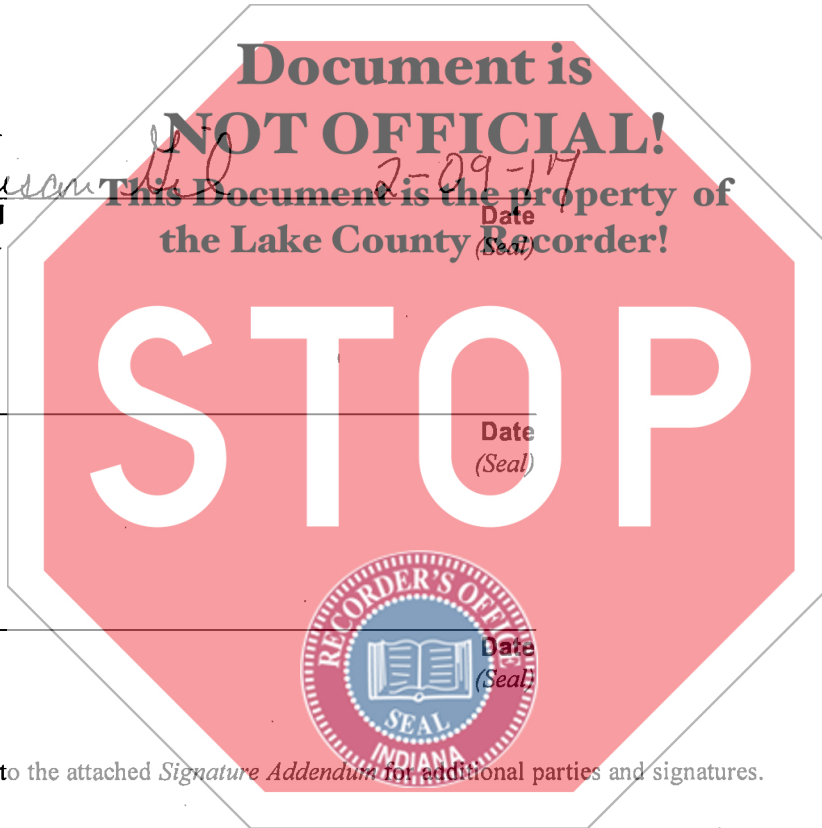 Document is
NOT OFFICIAL!
2-09-17
This Document is the property of
Date
the Lake County Recorder!
(Seal)
STOP
Date
(Seal)
RECORDER'S OFFICE
Date
(Seal)
SEAL
INDIANA
to the attached Signature Addendum for additional parties and signatures.